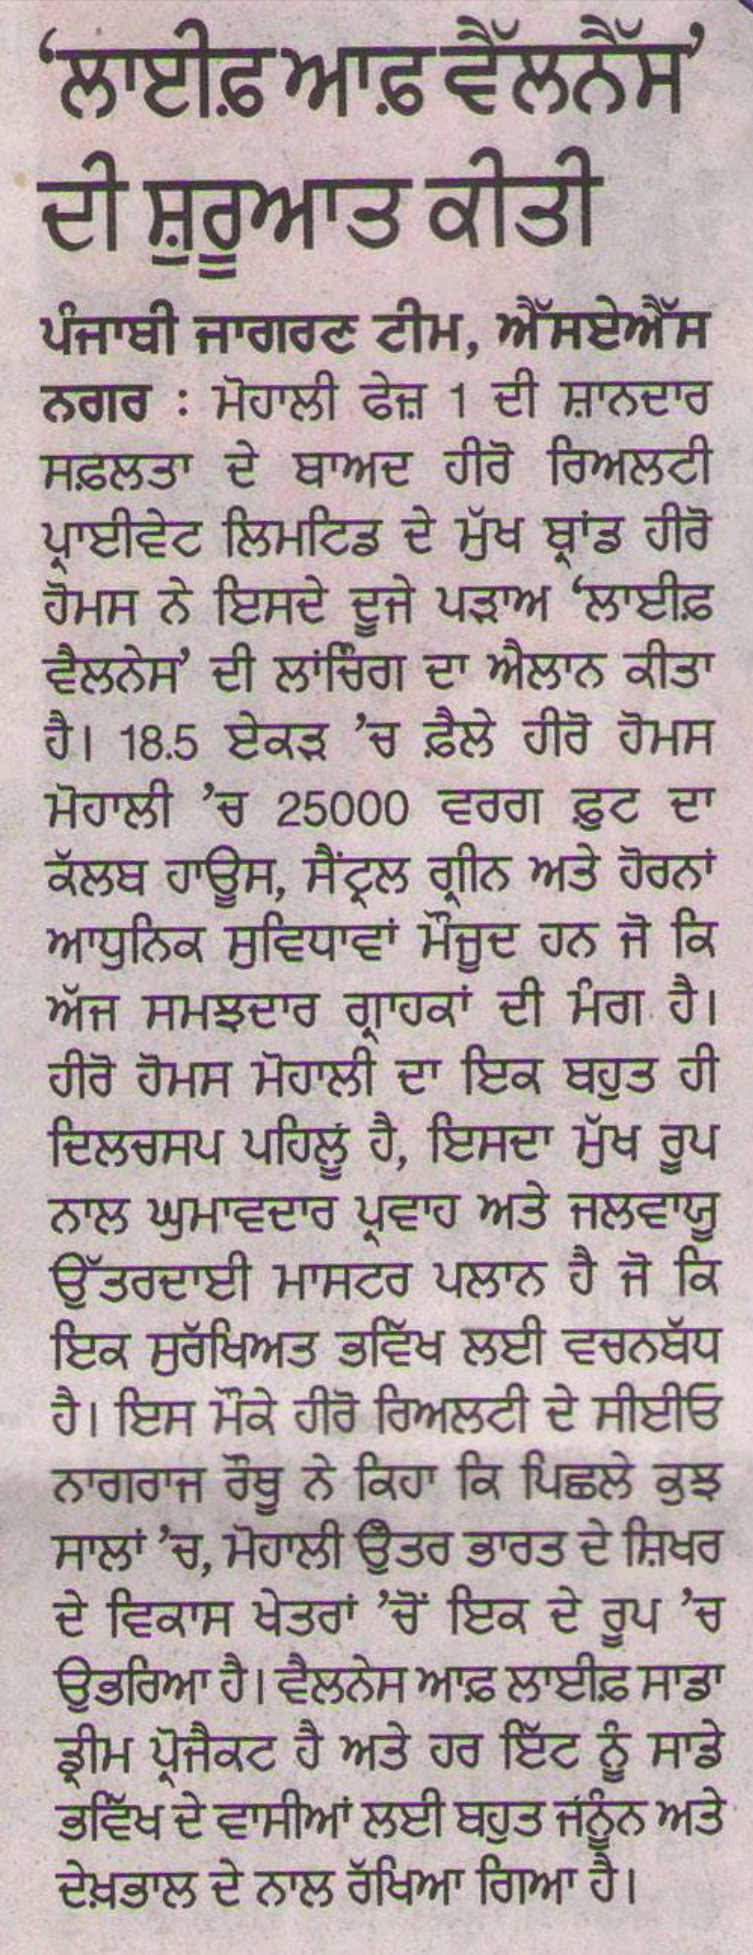 ‘ਲਾਈਫ਼ ਆਫ਼ ਵੈੱਲਨੈੱਸ’
ਦੀ ਸ਼ੁਰੂਆਤ ਕੀਤੀ
ਪੰਜਾਬੀ ਜਾਗਰਣ ਟੀਮ, ਐੱਸਏਐੱਸ
ਨਗਰ : ਮੋਹਾਲੀ ਫੇਜ਼ 1 ਦੀ ਸ਼ਾਨਦਾਰ
ਸਫ਼ਲਤਾ ਦੇ ਬਾਅਦ ਹੀਰੋ ਰਿਅਲਟੀ
ਪ੍ਰਾਈਵੇਟ ਲਿਮਟਿਡ ਦੇ ਮੁੱਖ ਬ੍ਰਾਂਡ ਹੀਰੋ
ਹੋਮਸ ਨੇ ਇਸਦੇ ਦੂਜੇ ਪੜਾਅ ‘ਲਾਈਫ਼
ਵੈਲਨੇਸ’ ਦੀ ਲਾਂਚਿੰਗ ਦਾ ਐਲਾਨ ਕੀਤਾ
ਹੈ। 18.5 ਏਕੜ ’ਚ ਫ਼ੈਲੇ ਹੀਰੋ ਹੋਮਸ
ਮੋਹਾਲੀ ’ਚ 25000 ਵਰਗ ਫ਼ੁਟ ਦਾ
ਕੱਲਬ ਹਾਊਸ, ਸੈਂਟ੍ਰਲ ਗ੍ਰੀਨ ਅਤੇ ਹੋਰਨਾਂ
ਆਧੁਨਿਕ ਸੁਵਿਧਾਵਾਂ ਮੌਜੂਦ ਹਨ ਜੋ ਕਿ
ਅੱਜ ਸਮਝਦਾਰ ਗ੍ਰਾਹਕਾਂ ਦੀ ਮੰਗ ਹੈ।
ਹੀਰੋ ਹੋਮਸ ਮੋਹਾਲੀ ਦਾ ਇਕ ਬਹੁਤ ਹੀ
ਦਿਲਚਸਪ ਪਹਿਲੂ ਹੈ, ਇਸਦਾ ਮੁੱਖ ਰੂਪ
ਨਾਲ ਘੁਮਾਵਦਾਰ ਪ੍ਰਵਾਹ ਅਤੇ ਜਲਵਾਯੂ
ਉੱਤਰਦਾਈ ਮਾਸਟਰ ਪਲਾਨ ਹੈ ਜੋ ਕਿ
ਇਕ ਸੁਰੱਖਿਅਤ ਭਵਿੱਖ ਲਈ ਵਚਨਬੱਧ
ਹੈ। ਇਸ ਮੌਕੇ ਹੀਰੋ ਰਿਅਲਟੀ ਦੇ ਸੀਈਓ
ਨਾਗਰਾਜ ਰੌਥੂ ਨੇ ਕਿਹਾ ਕਿ ਪਿਛਲੇ ਕੁਝ
ਸਾਲਾਂ ’ਚ, ਮੋਹਾਲੀ ਉੱਤਰ ਭਾਰਤ ਦੇ ਸ਼ਿਖਰ
ਦੇ ਵਿਕਾਸ ਖੇਤਰਾਂ ’ਚੋਂ ਇਕ ਦੇ ਰੂਪ ’ਚ
ਉਭਰਿਆ ਹੈ। ਵੈਲਨੇਸ ਆਫ਼ ਲਾਈਫ਼ ਸਾਡਾ
ਡ੍ਰੀਮ ਪ੍ਰੋਜੈਕਟ ਹੈ ਅਤੇ ਹਰ ਇੱਟ ਨੂੰ ਸਾਡੇ
ਭਵਿੱਖ ਦੇ ਵਾਸੀਆਂ ਲਈ ਬਹੁਤ ਜਨੂੰਨ ਅਤੇ
ਦੇਖ਼ਭਾਲ ਦੇ ਨਾਲ ਰੱਖਿਆ ਗਿਆ ਹੈ।